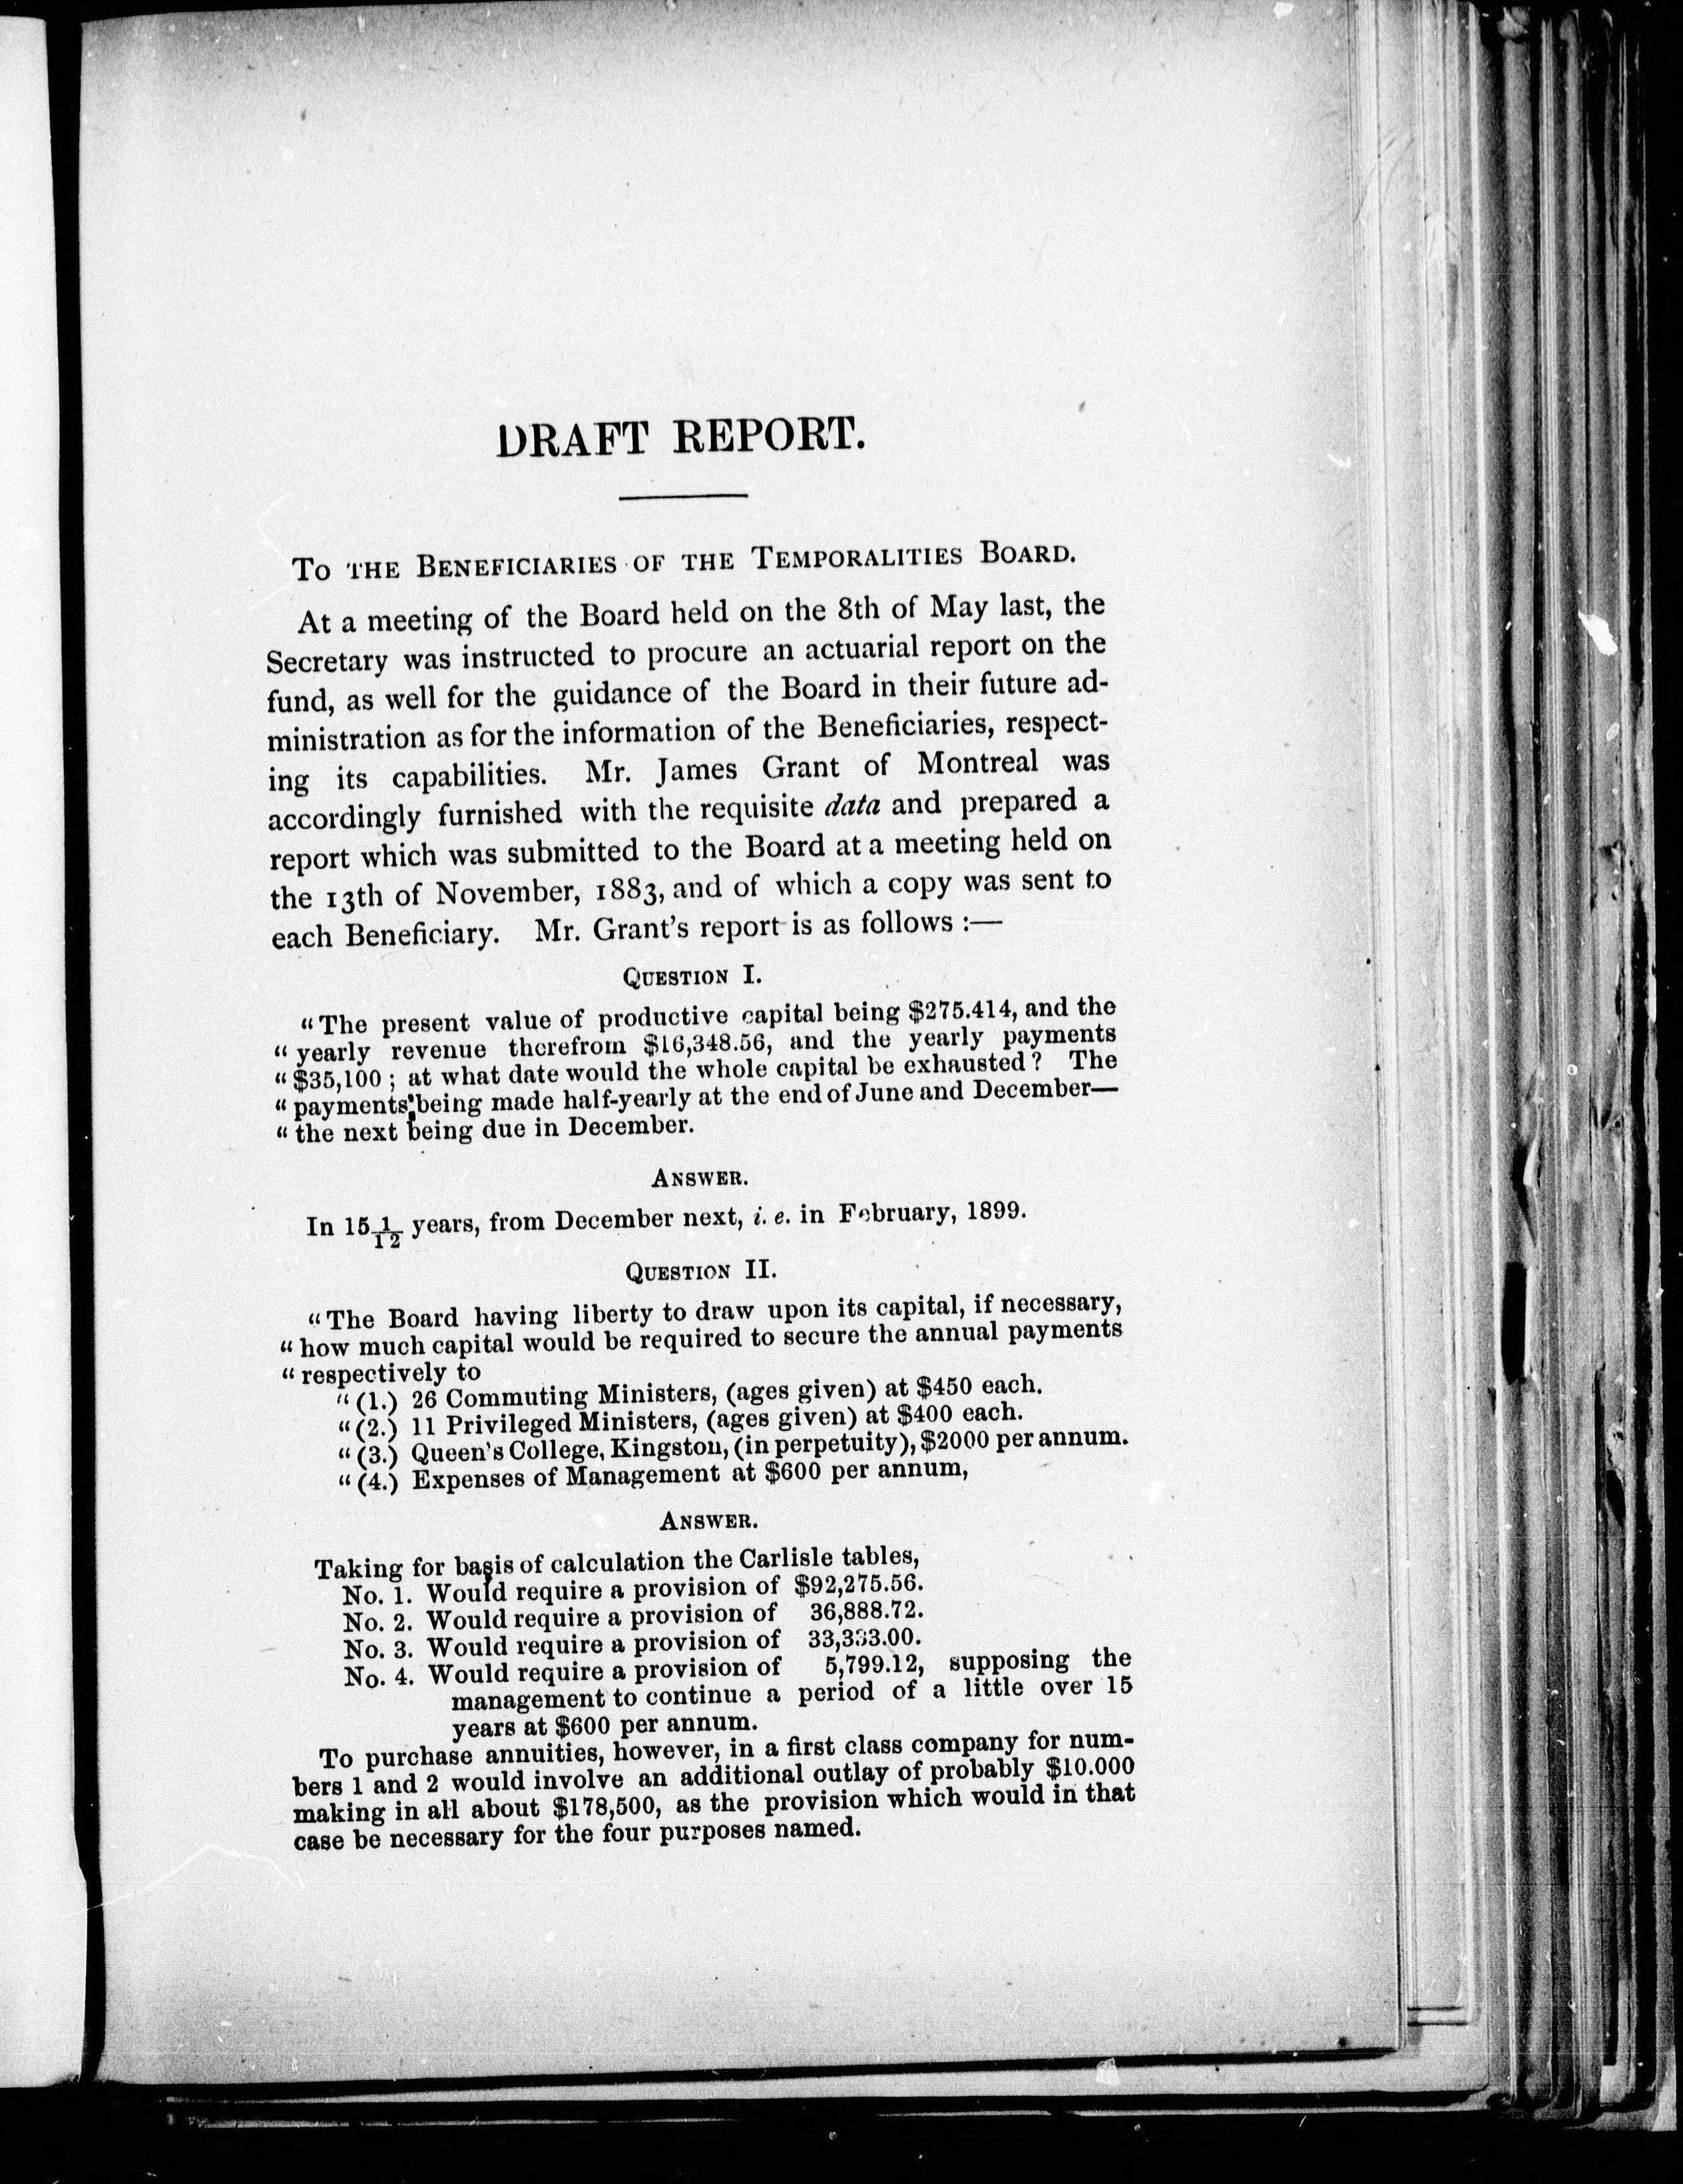 DRAFT REPORT.
To the Beneficiaries of the Temporalities Board.
At a meeting of the Board held on the 8th of May last, the
Secretary was instructed to procure an actuarial report on the
fund, as well for the guidance of the Board in their future ad-
ministration as for the information of the Beneficiaries, respect-
ing its capabilities. Mr. James Grant of Montreal was
accordingly furnished with the requisite data and prepared a
report which was submitted to the Board at a meeting held on
the 13th of November, 1883, and of which a copy was sent to
each Beneficiary. Mr. Grant's report is as follows :—
Question I.
"The present value of productive capital being $275.414, and the
"yearly revenue therefrom $16,348.56, and the yearly payments
"$35,100 ; at what date would the whole capital be exhausted ? The
"payments being made half-yearly at the end of June and December—
"the next being due in December.
Answer.
In 15 1/12 years, from December next, i. e. in February, 1899.
Question II.
"The Board having liberty to draw upon its capital, if necessary,
"how much capital would be required to secure the annual payments
"respectively to
"(1.) 26 Commuting Ministers, (ages given) at $450 each.
"(2.) 11 Privileged Ministers, (ages given) at $400 each.
"(3.) Queen's College, Kingston, (in perpetuity), $2000 per annum.
"(4.) Expenses of Management at $600 per annum,
Answer.
Taking for basis of calculation the Carlisle tables,
No. 1. Would require a provision of $92,275.56.
No. 2. Would require a provision of 36,888.72.
No. 3. Would require a provision of 33,333.00.
No. 4. Would require a provision of 5,799.12, supposing the
management to continue a period of a little over 15
years at $600 per annum.
To purchase annuities, however, in a first class company for num-
bers 1 and 2 would involve an additional outlay of probably $10.000
making in all about $178,500, as the provision which would in that
case be necessary for the four purposes named.